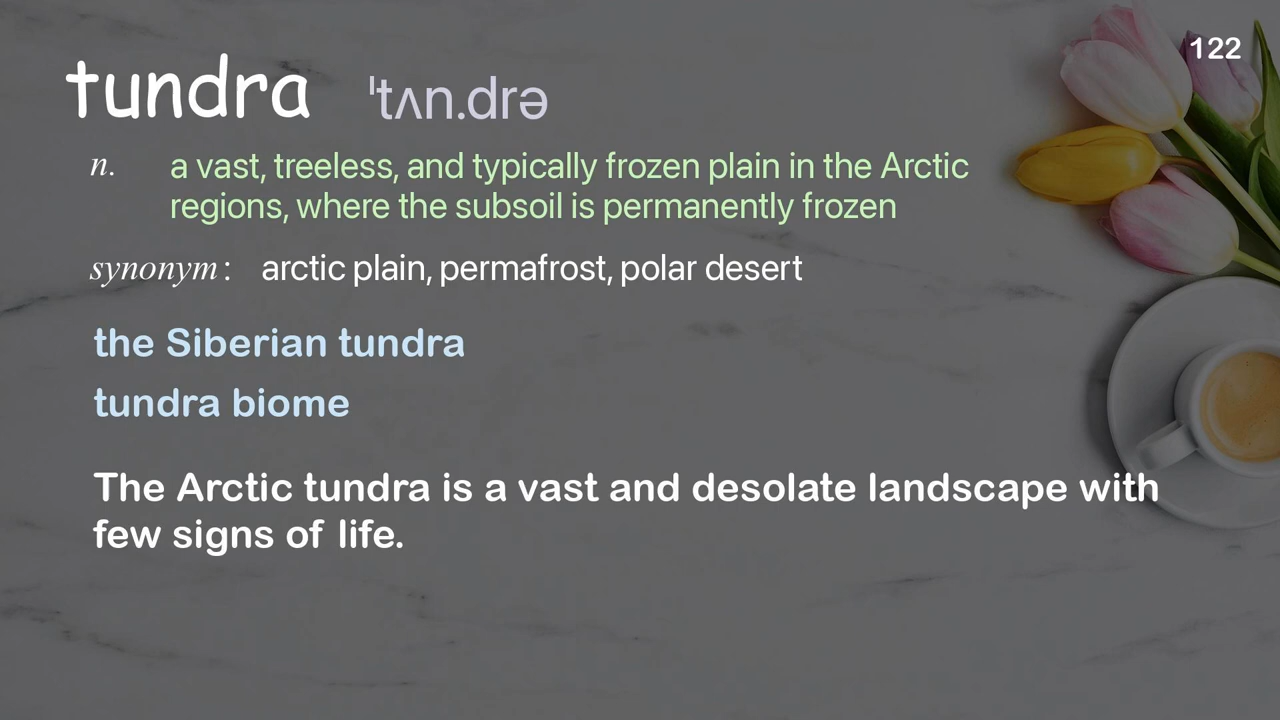 122
tundra ˈtʌn.drə
n. a vast, treeless, and typically frozen plain in the Arctic
regions, where the subsoil is permanently frozen
synonym: arctic plain, permafrost, polar desert
the Siberian tundra
tundra biome
The Arctic tundra is a vast and desolate landscape with
few signs of life.